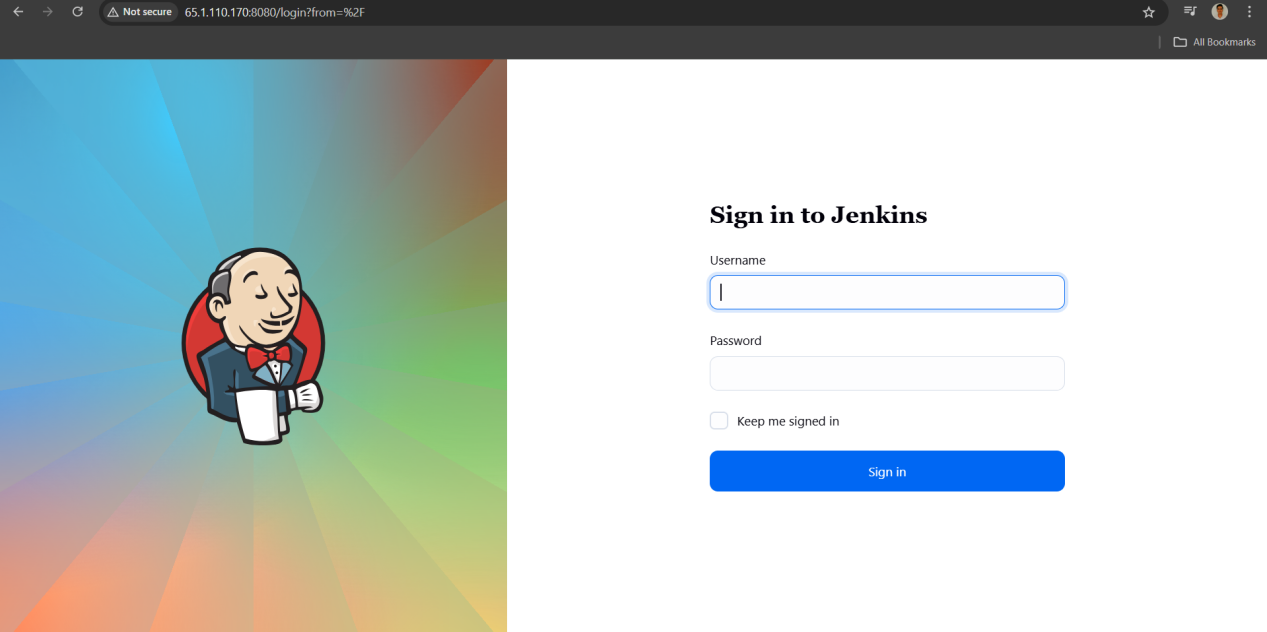 Not secure 65.1.110.170:8080/login?from=%2F
All Bookmarks
Sign in to Jenkins
Username
Password
Keep me signed in
Sign in